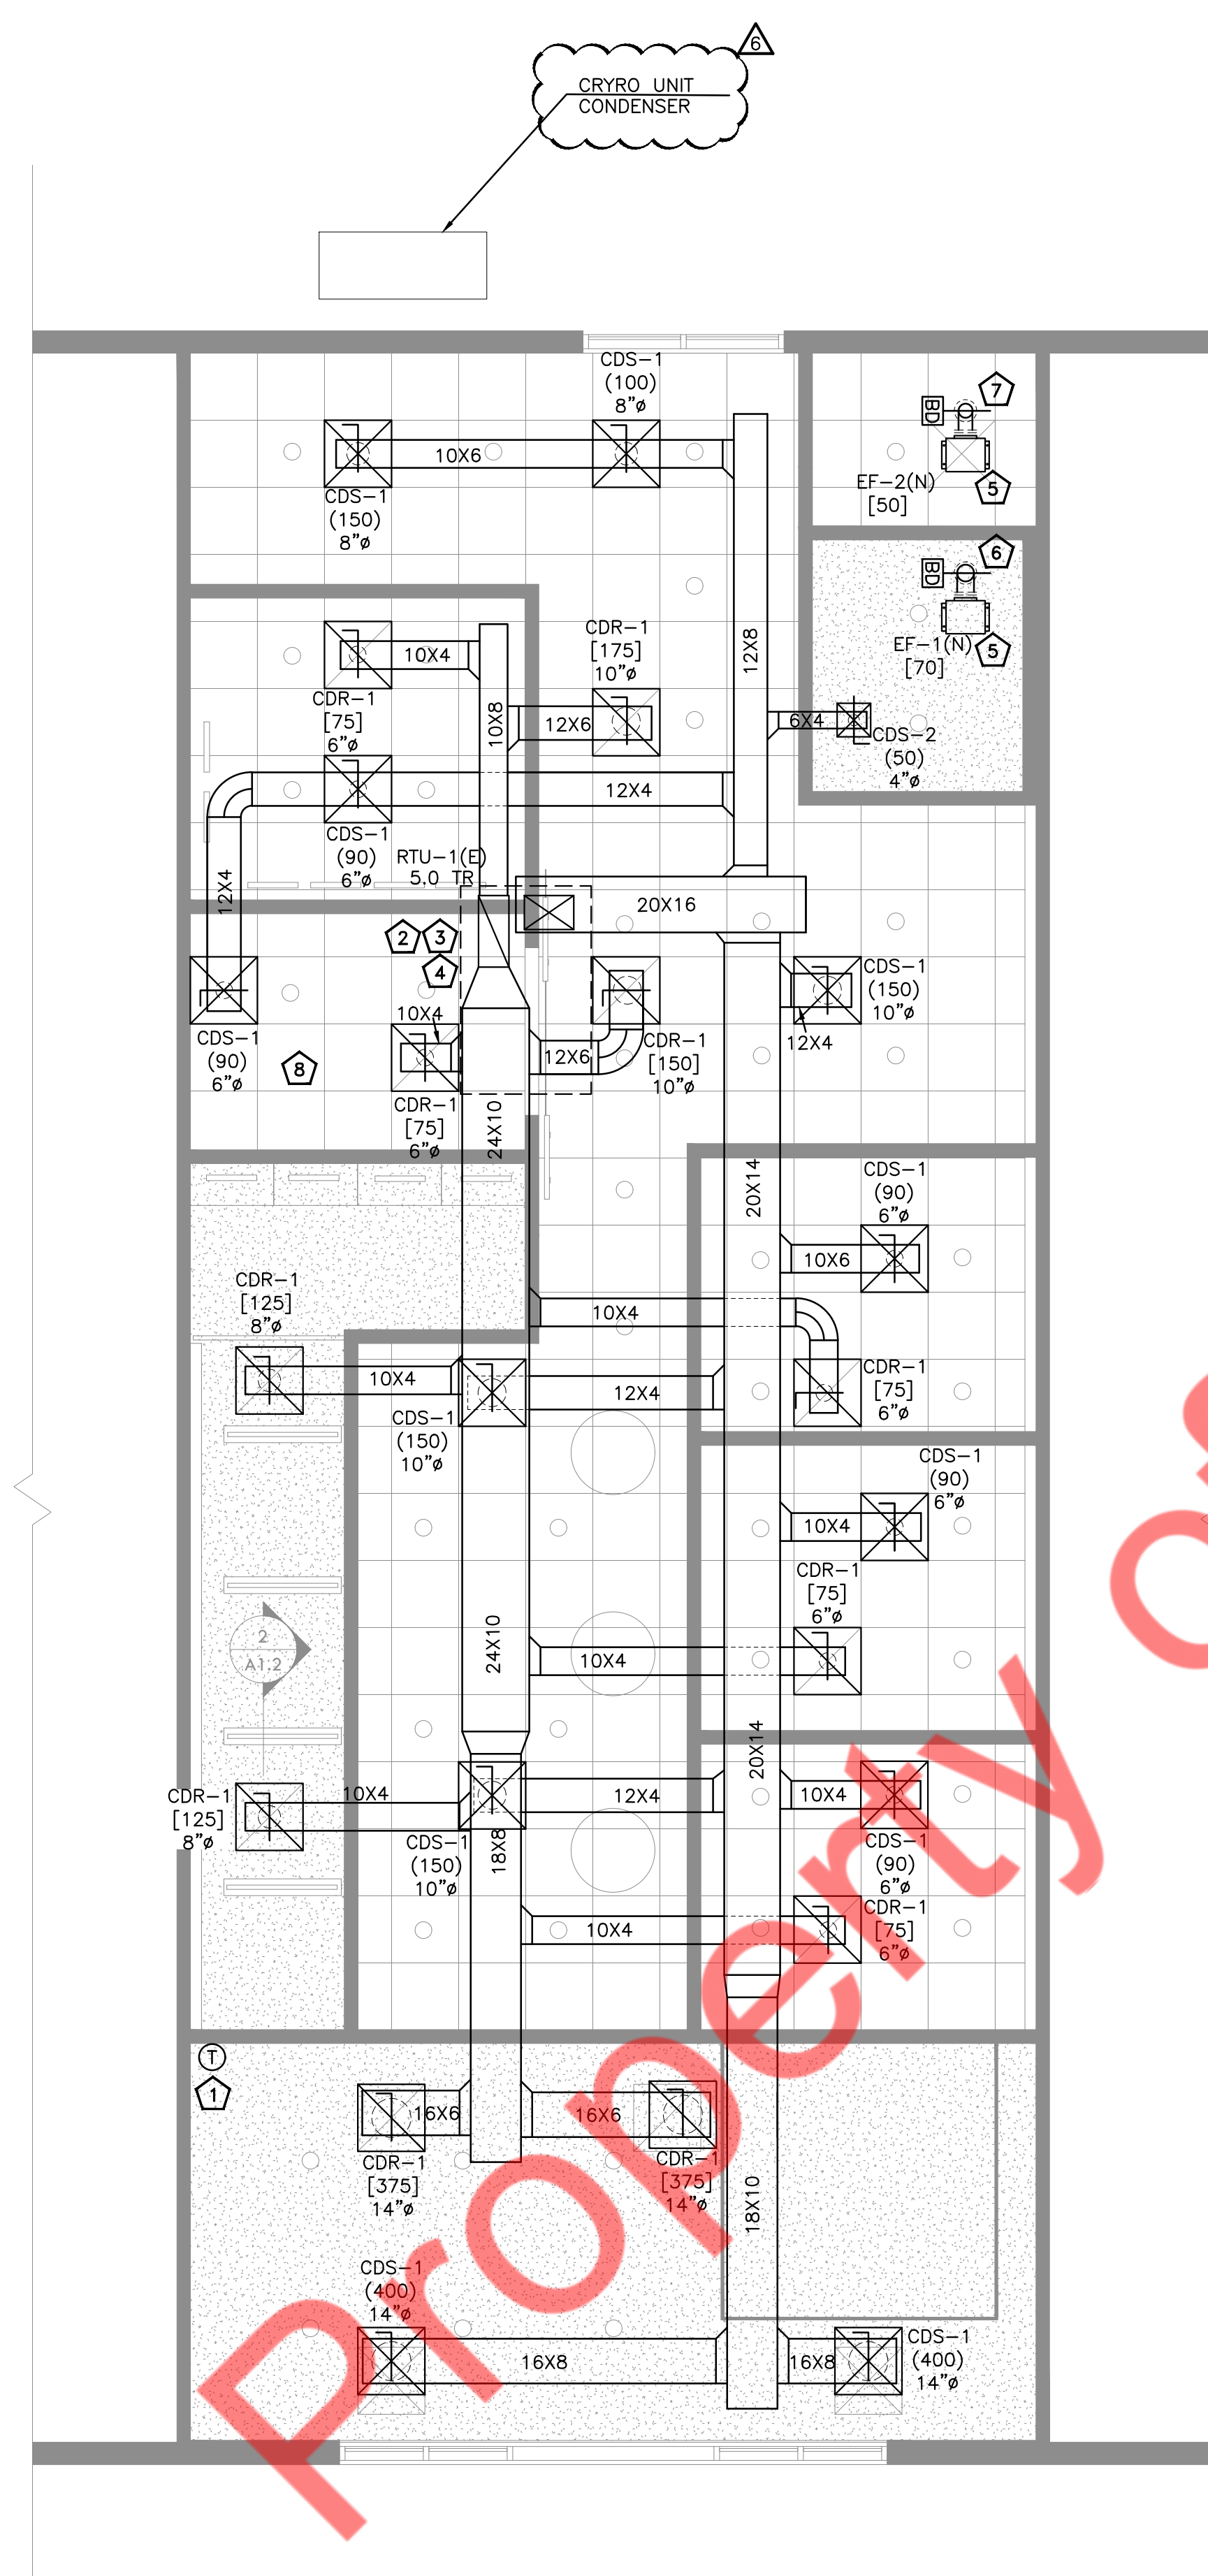 6
CRYRO UNIT
CONDENSER
CDS-1
(100)
8"ø
7
BD
10X6
CDS-1
(150)
8"ø
EF-2(N)
[50]
5
6
BD
EF-1(N)
[70]
5
CDR-1
[175]
10"ø
12X8
10X4
CDR-1
[75]
6"ø
10X8
12X6
6X4
CDS-2
(50)
4"ø
12X4
CDS-1
(90)
6"ø
12X4
RTU-1(E)
5.0 TR
20X16
2
3
4
CDS-1
(150)
10"ø
12X4
10X4
CDS-1
(90)
6"ø
8
12X6
CDR-1
[150]
10"ø
CDR-1
[75]
6"ø
24X10
20X14
CDS-1
(90)
6"ø
10X6
CDR-1
[125]
8"ø
10X4
10X4
CDS-1
(150)
10"ø
12X4
CDR-1
[75]
6"ø
CDS-1
(90)
6"ø
10X4
CDR-1
[75]
6"ø
2
A1.2
24X10
10X4
20X14
CDR-1
[125]
8"ø
10X4
12X4
10X4
CDS-1
(150)
10"ø
18X8
CDS-1
(90)
6"ø
CDR-1
[75]
6"ø
10X4
T
1
16X6
16X6
CDR-1
[375]
14"ø
CDR-1
[375]
14"ø
18X10
CDS-1
(400)
14"ø
16X8
16X8
CDS-1
(400)
14"ø
Property